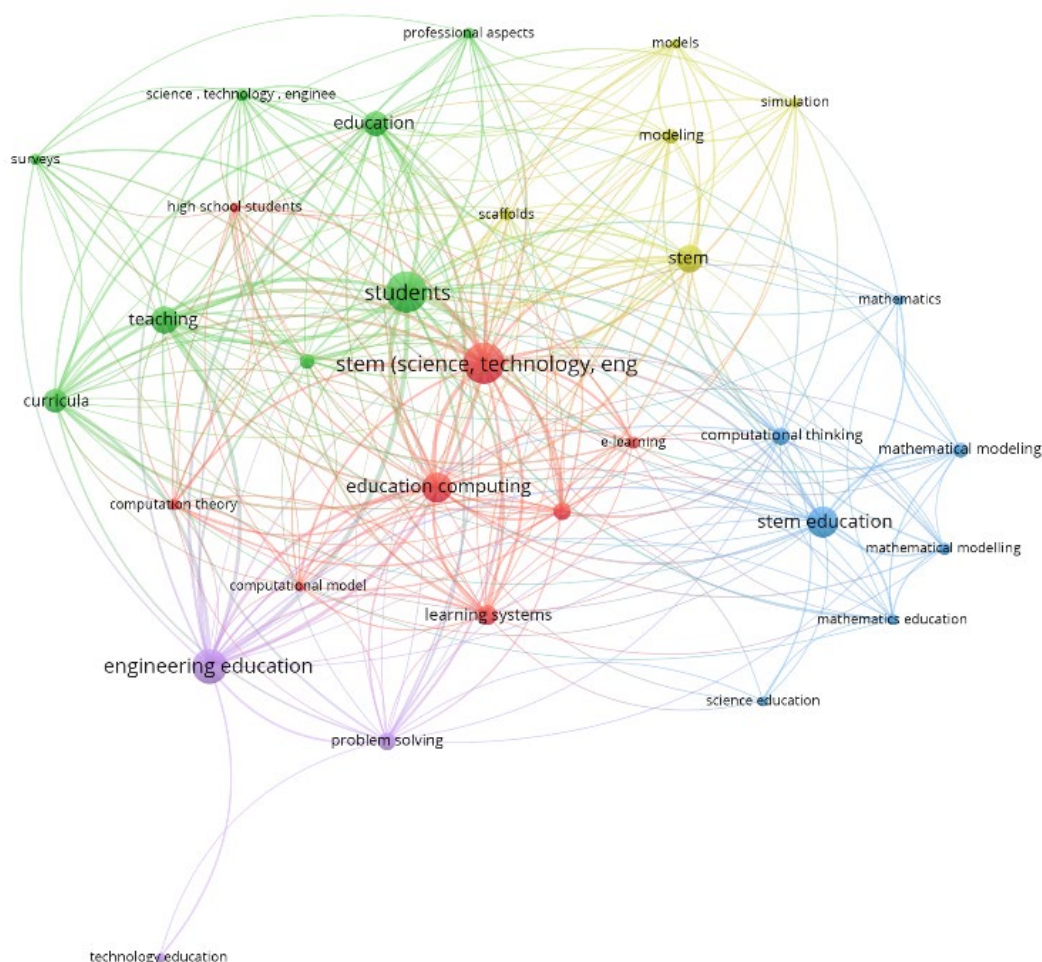 professional aspects
models
science , technology , enginee
simulation
education
modeling
surveys
high school students
scaffolds
stem
students
mathematics
teaching
stem (science, technology, eng
curricula
e-learning
computational thinking
mathematical modeling
education computing
computation theory
stem education
mathematical modelling
computational model
learning systems
mathematics education
engineering education
science education
problem solving
technology education